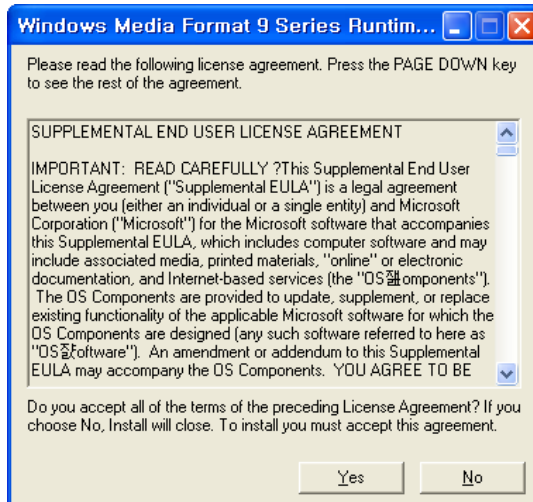 Windows Media Format 9 Series Runtim...
Please read the following license agreement. Press the PAGE DOWN key
to see the rest of the agreement.
SUPPLEMENTAL END USER LICENSE AGREEMENT
IMPORTANT:  READ CAREFULLY ?This Supplemental End User
License Agreement ("Supplemental EULA") is a legal agreement
between you (either an individual or a single entity) and Microsoft
Corporation ("Microsoft") for the Microsoft software that accompanies
this Supplemental EULA, which includes computer software and may
include associated media, printed materials, "online" or electronic
documentation, and Internet-based services (the "OS잴omponents").
The OS Components are provided to update, supplement, or replace
existing functionality of the applicable Microsoft software for which the
OS Components are designed (any such software referred to here as
"OS잛oftware").  An amendment or addendum to this Supplemental
EULA may accompany the OS Components.  YOU AGREE TO BE
Do you accept all of the terms of the preceding License Agreement? If you
choose No, Install will close. To install you must accept this agreement.
Yes
No